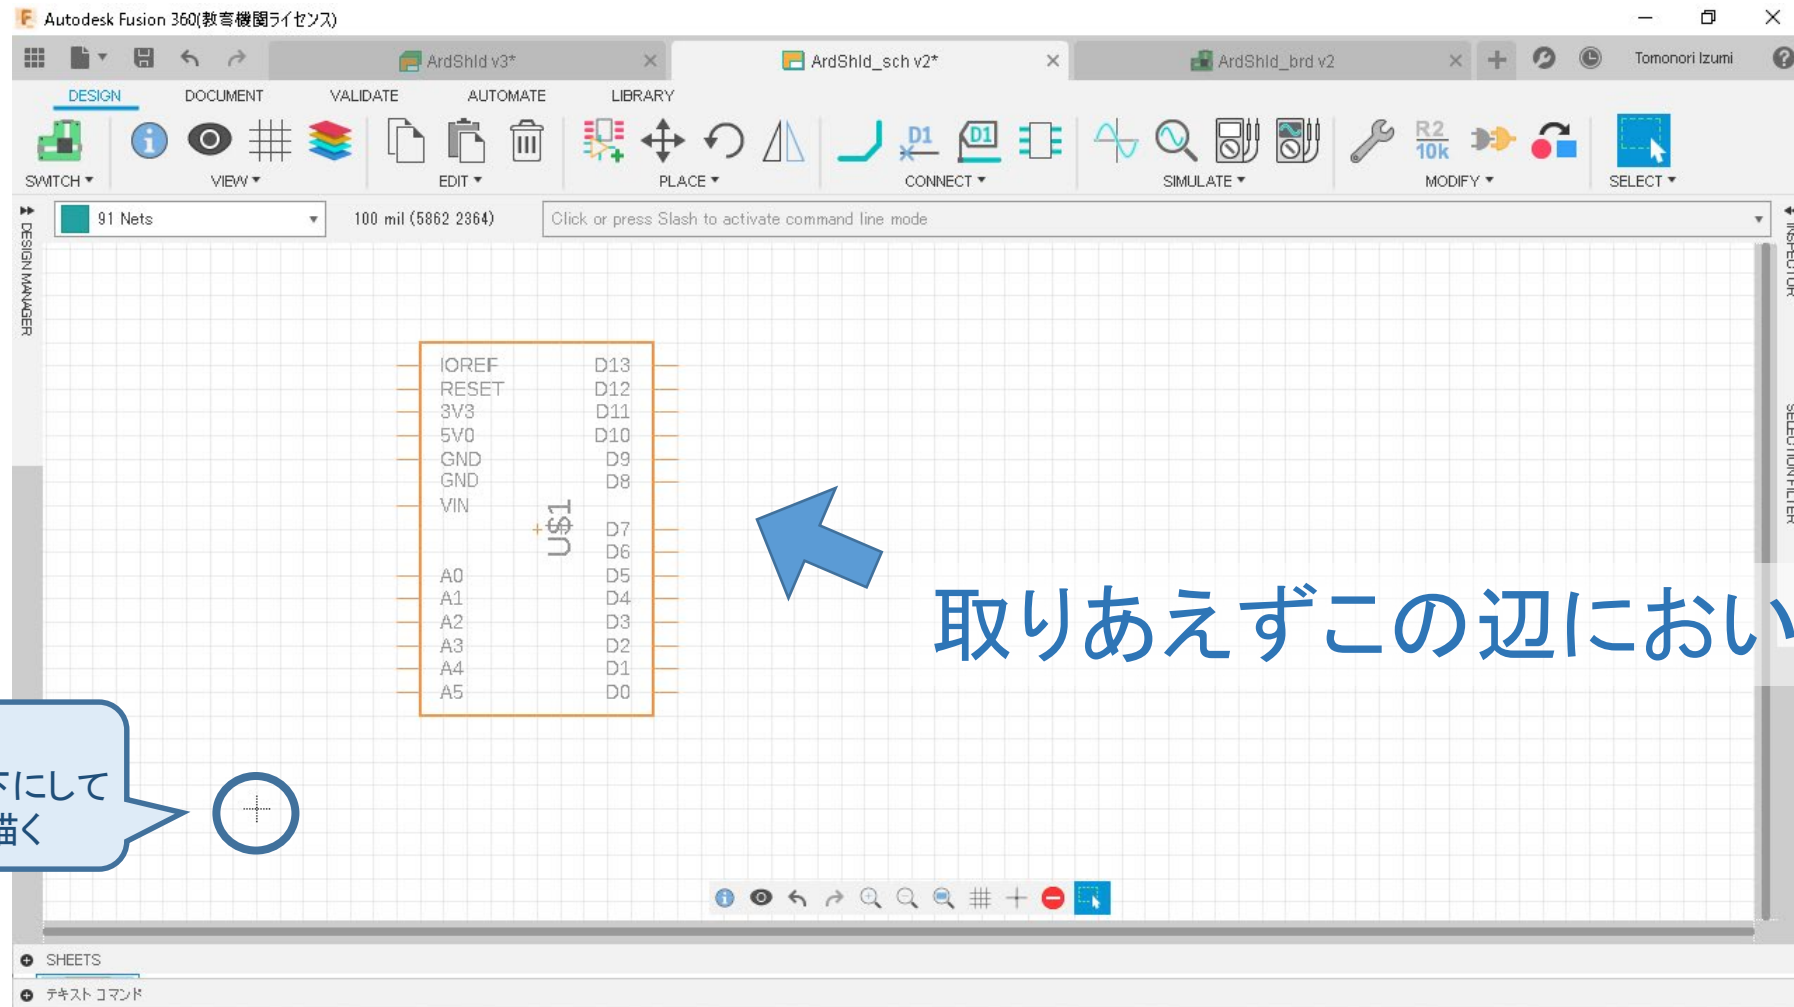 Autodesk Fusion 360(教育機関ライセンス)
ArdShld v3*
ArdShld_sch v2*
ArdShld_brd v2
Tomonori Izumi
DESIGN DOCUMENT VALIDATE AUTOMATE LIBRARY
D1 D1 R2 10k
SWITCH VIEW EDIT PLACE CONNECT SIMULATE MODIFY SELECT
91 Nets
100 mil (5862 2364)
Click or press Slash to activate command line mode
DESIGN MANAGER
INSPECTOR
SELECTION FILTER
IOREF D13
RESET D12
3V3 D11
5V0 D10
GND D9
GND D8
VIN
U$1
D7
D6
A0 D5
A1 D4
A2 D3
A3 D2
A4 D1
A5 D0
取りあえずこの辺におい
下にして
描く
SHEETS
テキスト コマンド